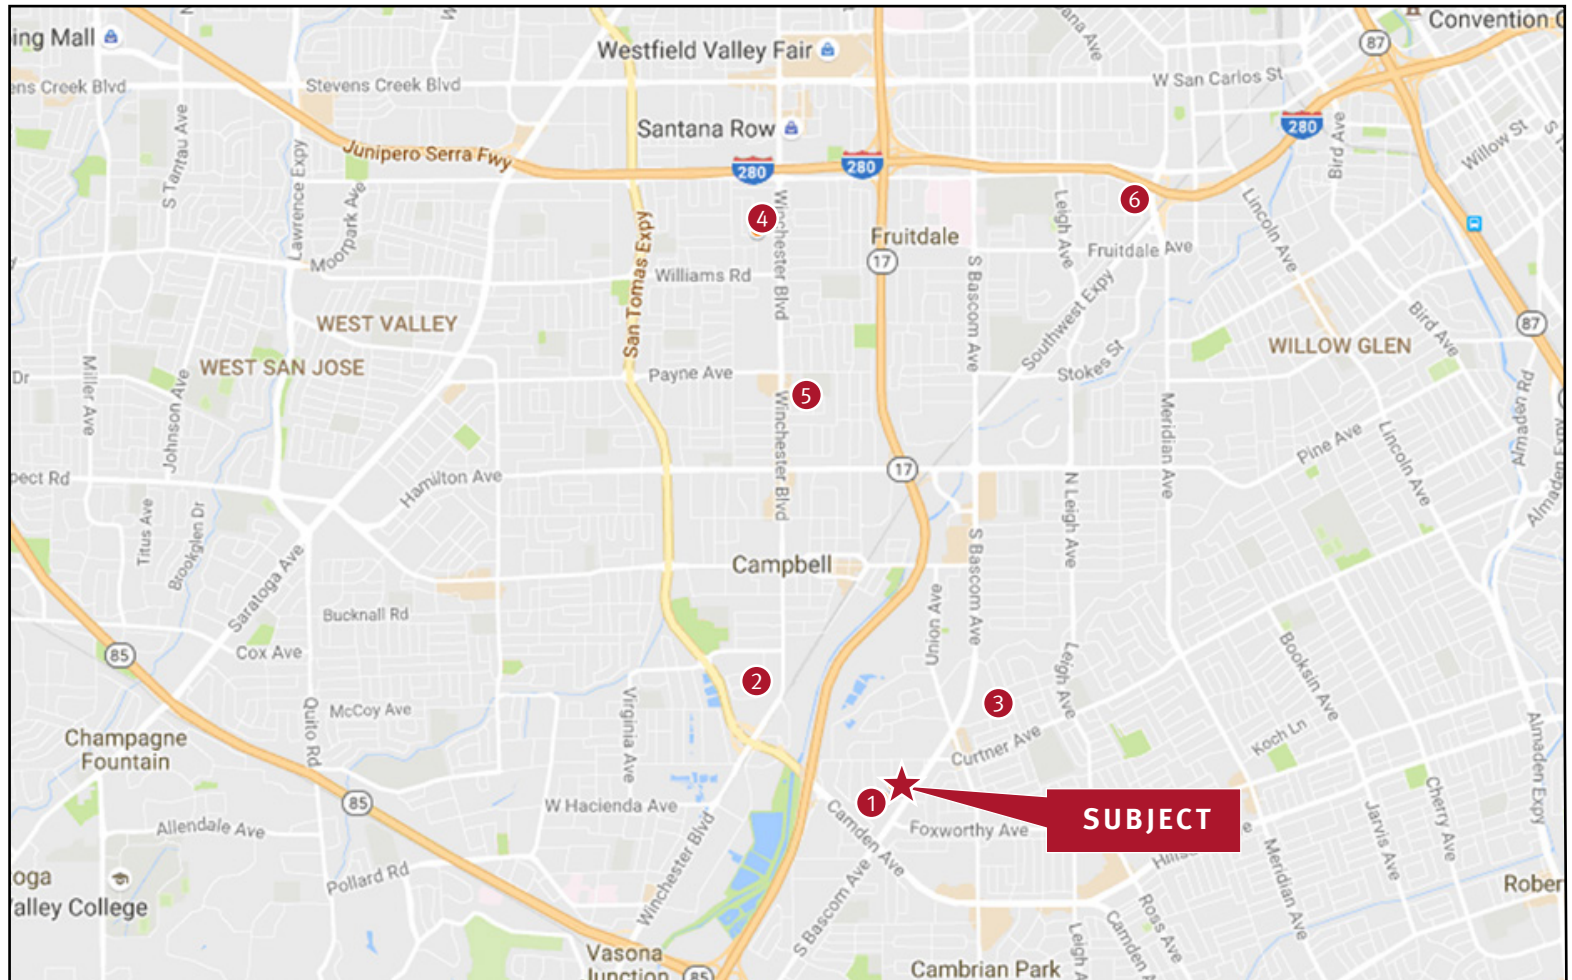 ing Mall
Westfield Valley Fair
Convention
87
ens Creek Blvd
Stevens Creek Blvd
W San Carlos St
S Tantau Ave
Lawrence Expy
Junipero Serra Fwy
Santana Row
280
280
280
Bird Ave
Willow St
Moorpark Ave
San Tomas Expy
4
Winchester Blvd
Fruitdale
17
6
Leigh Ave
Fruitdale Ave
Lincoln Ave
Williams Rd
S Bascom Ave
Southwest Expy
WEST VALLEY
WEST SAN JOSE
Miller Ave
Johnson Ave
Dr
Payne Ave
5
Winchester Blvd
Stokes St
WILLOW GLEN
Bird Ave
87
Almaden Rd
Meridian Ave
Pine Ave
Lincoln Ave
pect Rd
Hamilton Ave
17
N Leigh Ave
Titus Ave
Brookglen Dr
Saratoga Ave
Campbell
S Bascom Ave
Union Ave
Bucknall Rd
85
Cox Ave
Leigh Ave
Booksin Ave
2
3
Quito Rd
McCoy Ave
Virginia Ave
Champagne
Fountain
Curtner Ave
Koch Ln
Almaden Expy
85
W Hacienda Ave
1
SUBJECT
Camden Ave
Foxworthy Ave
Allendale Ave
Winchester Blvd
Jarvis Ave
Cherry Ave
Meridian Ave
oga
alley College
Pollard Rd
S Bascom Ave
Ross Ave
Rober
Vasona
Junction
85
Cambrian Park
Leigh A
Camden A